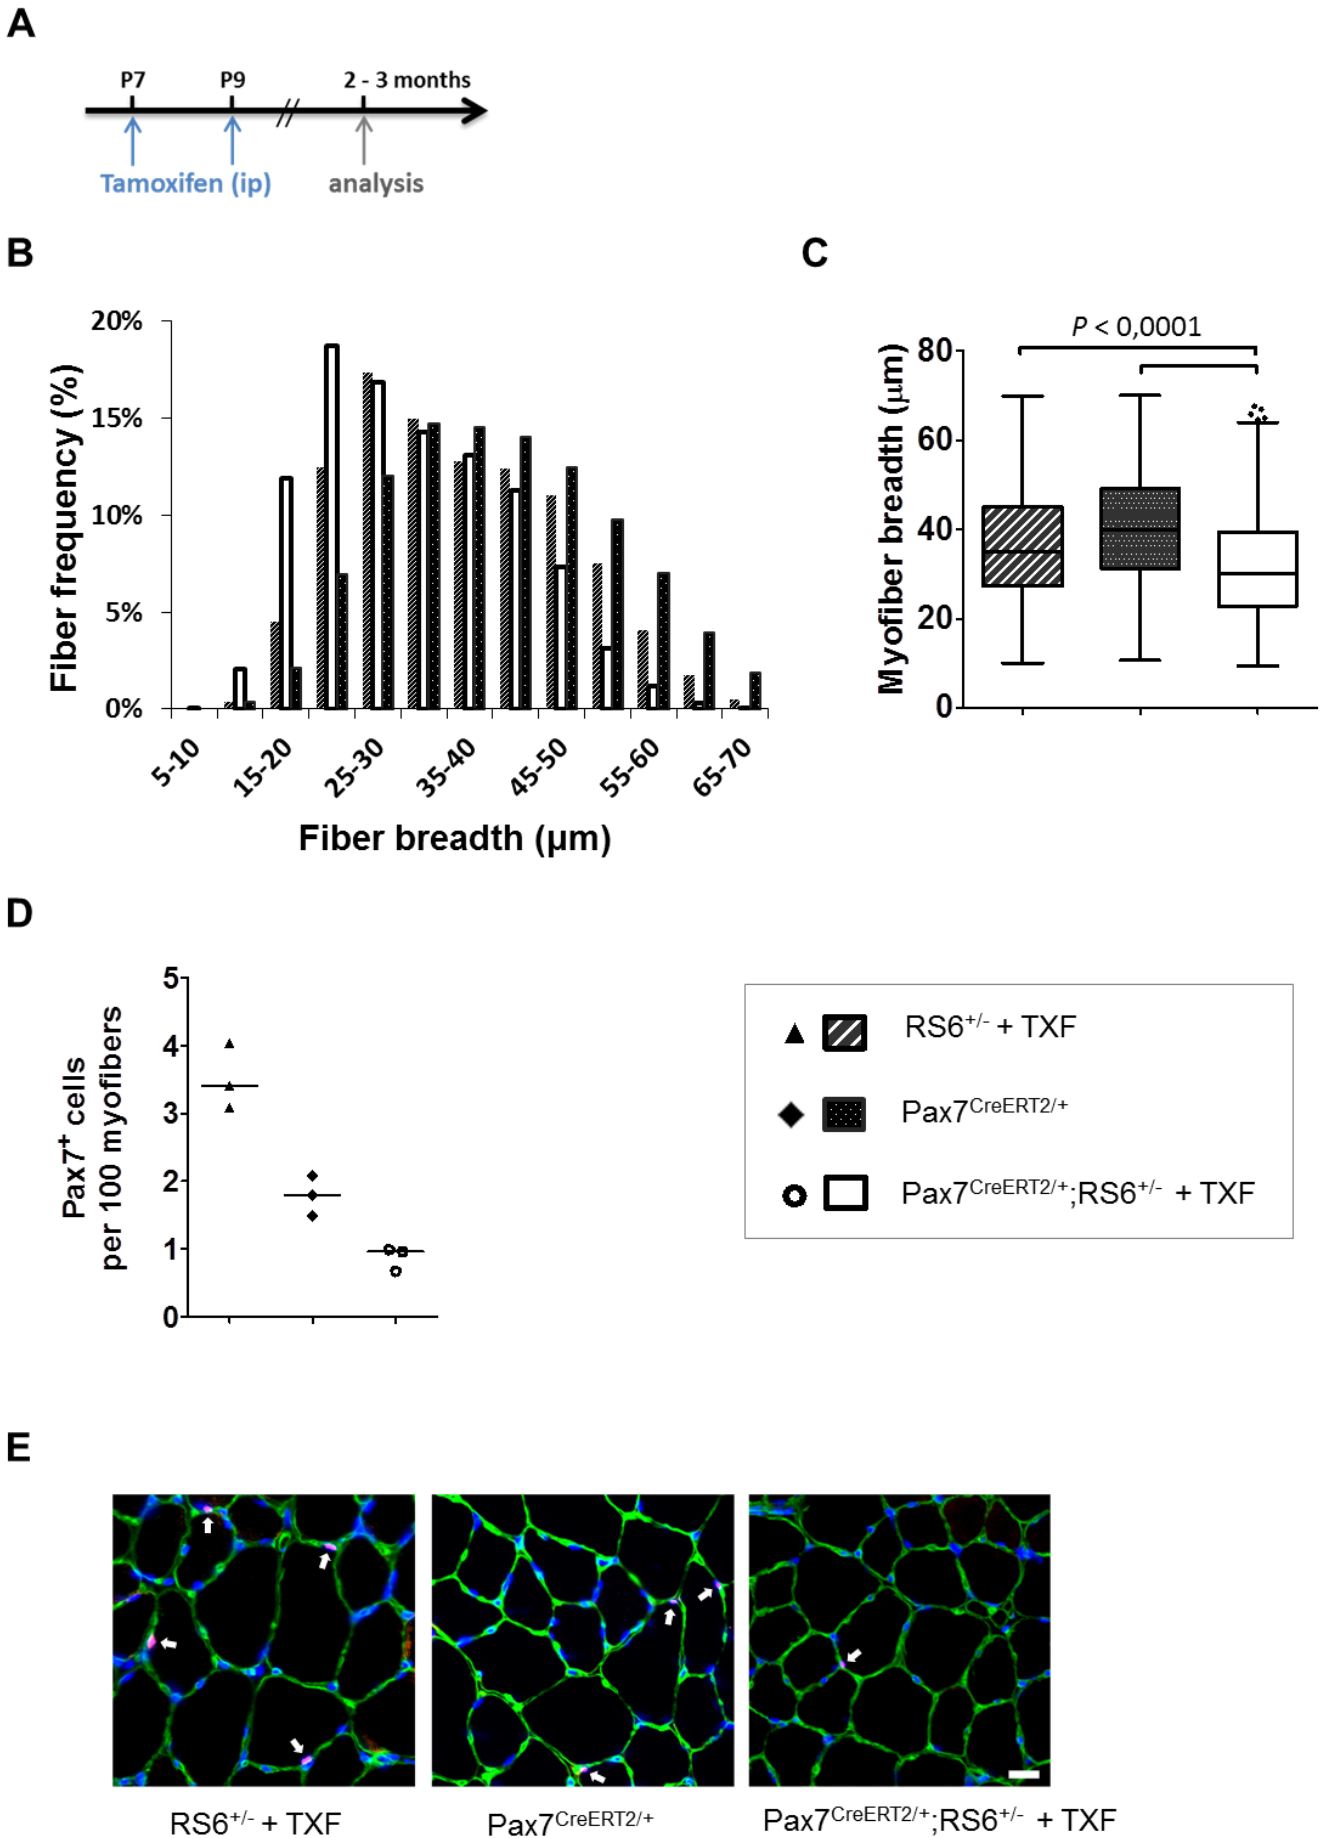 A
P7 P9 2 - 3 months
Tamoxifen (ip) analysis
B
20%
15%
10%
5%
0%
Fiber frequency (%)
5-10 15-20 25-30 35-40 45-50 55-60 65-70
Fiber breadth (µm)
C
P < 0,0001
80
60
40
20
0
Myofiber breadth (µm)
D
5
4
3
2
1
0
Pax7⁺ cells
per 100 myofibers
RS6⁺/⁻ + TXF
Pax7CreERT2/+
Pax7CreERT2/+;RS6⁺/⁻ + TXF
E
RS6⁺/⁻ + TXF
Pax7CreERT2/+
Pax7CreERT2/+;RS6⁺/⁻ + TXF